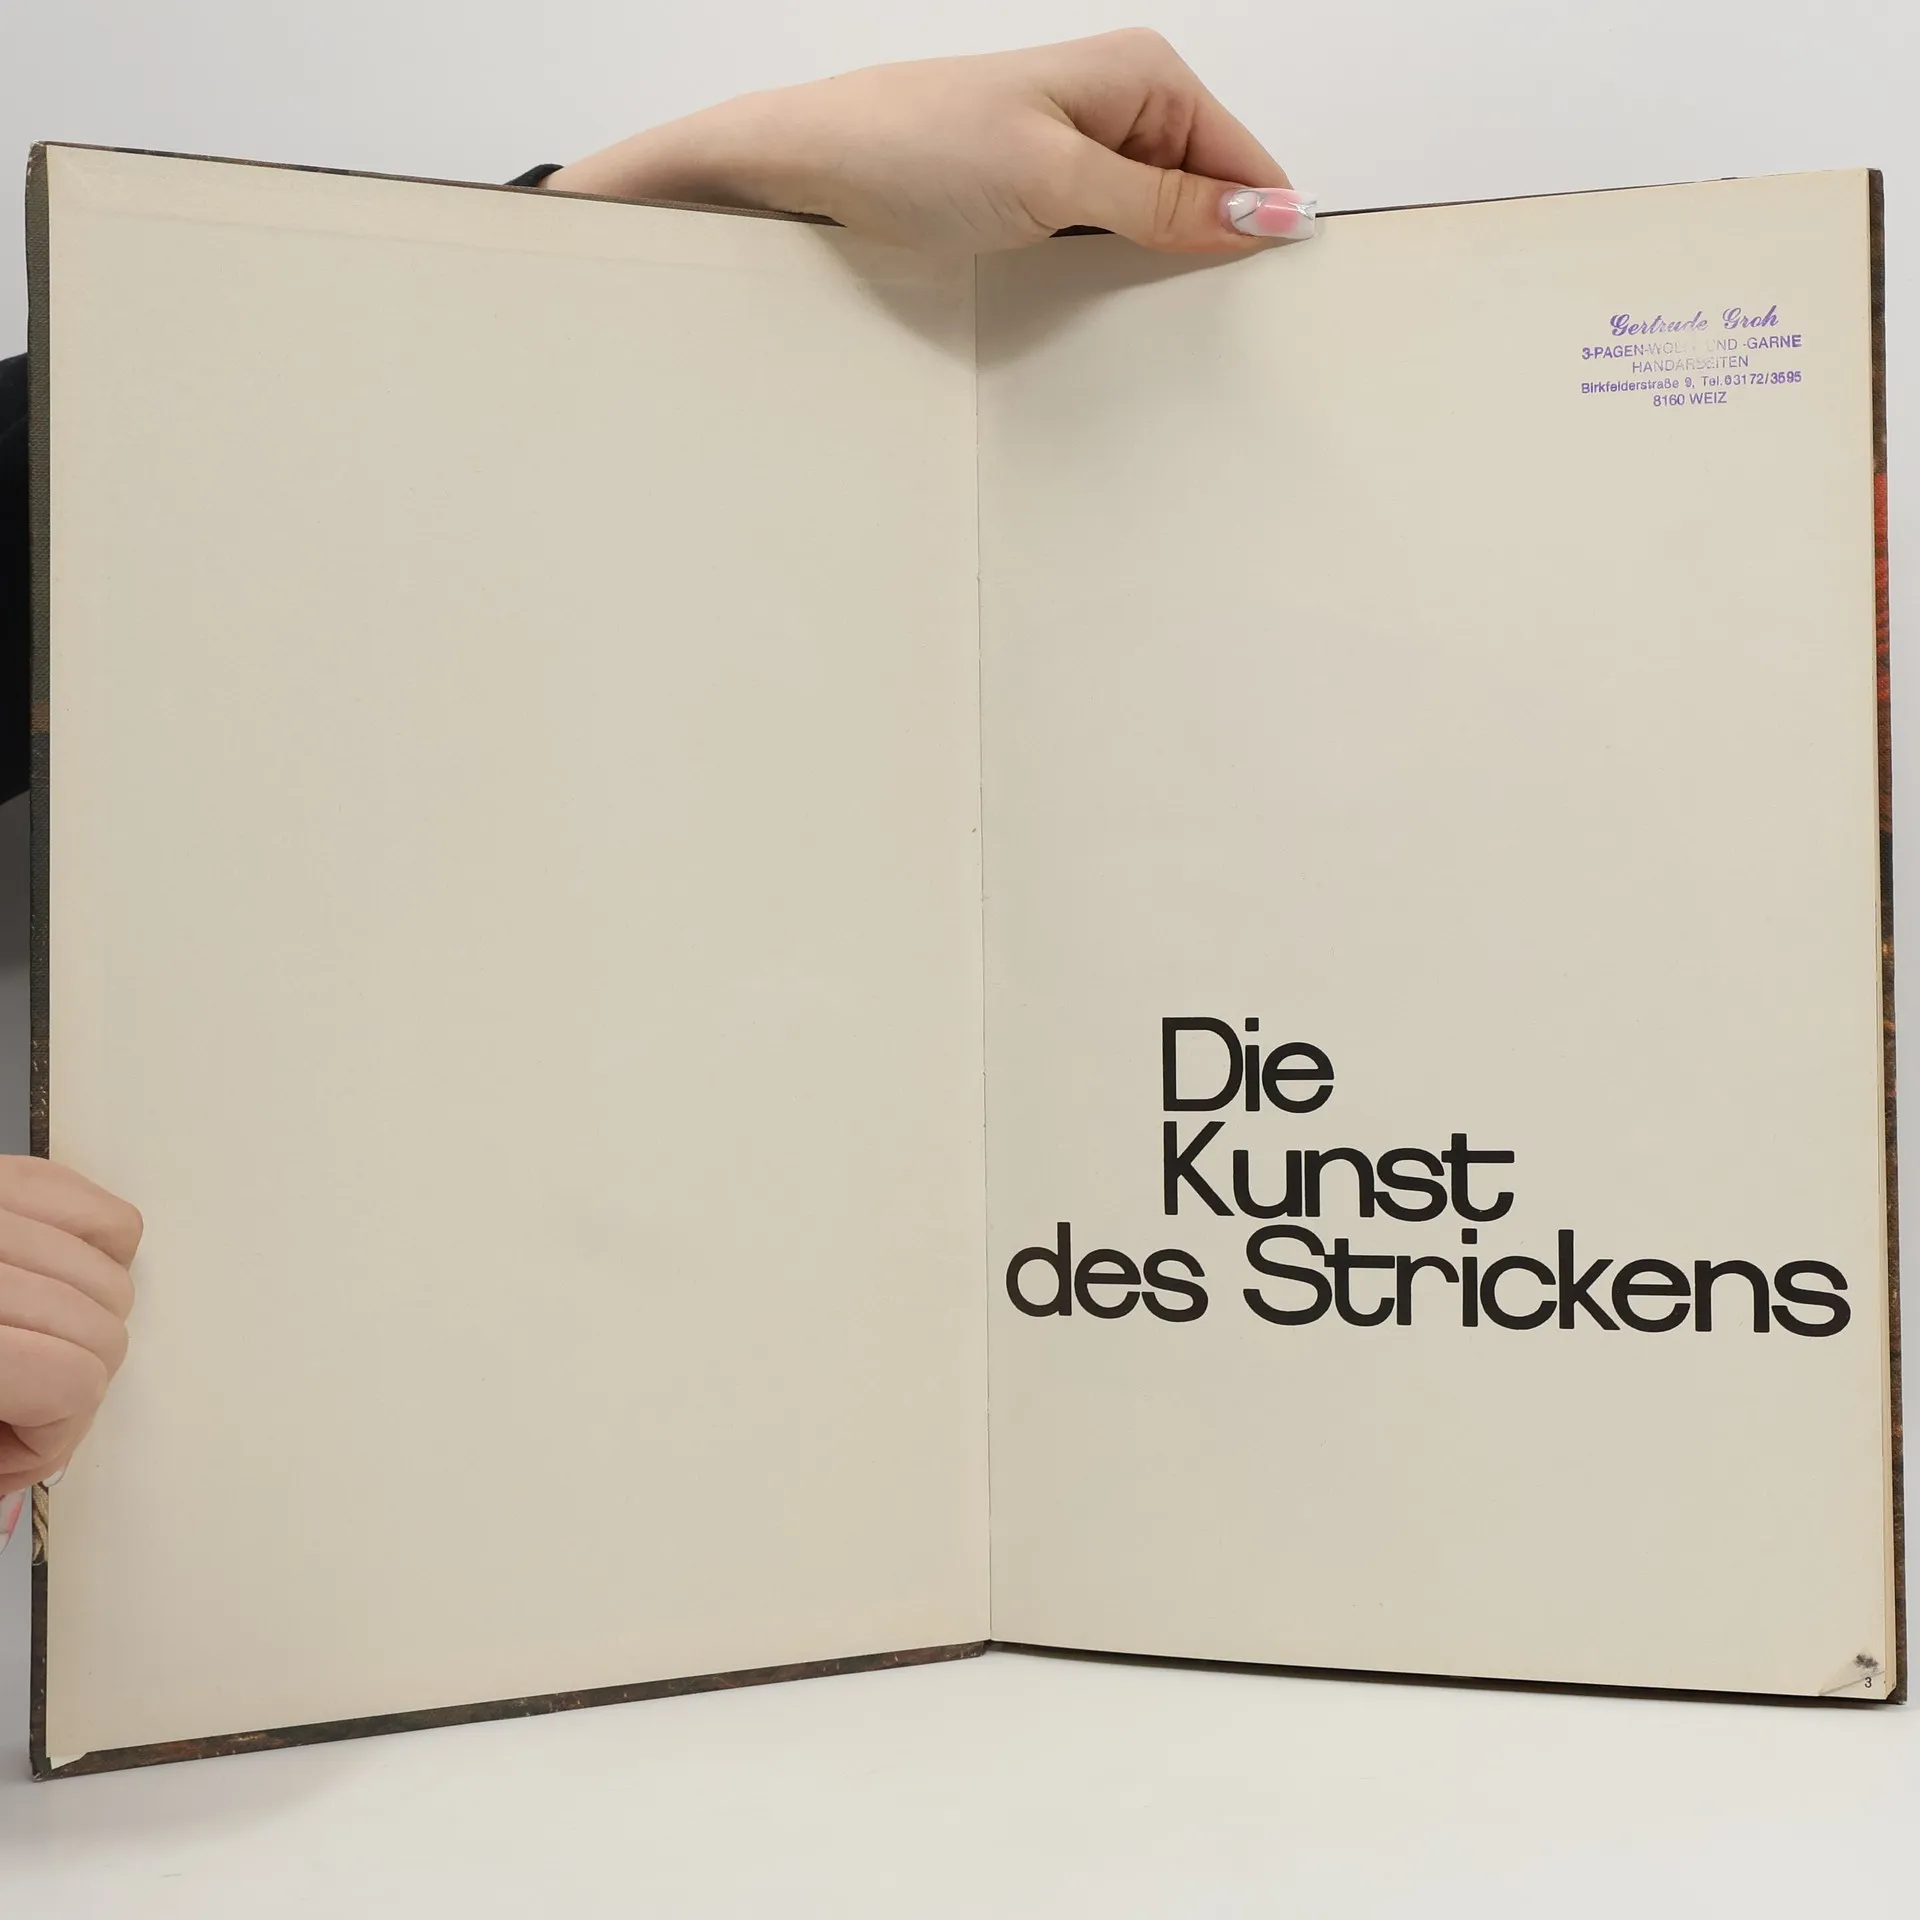 Gertrude Groh
3-PAGEN- UND -GARNE
HANDARBEITEN
Birkfelderstraße 9, Tel. 03172/3595
8160 WEIZ
Die
Kunst
des Strickens
3